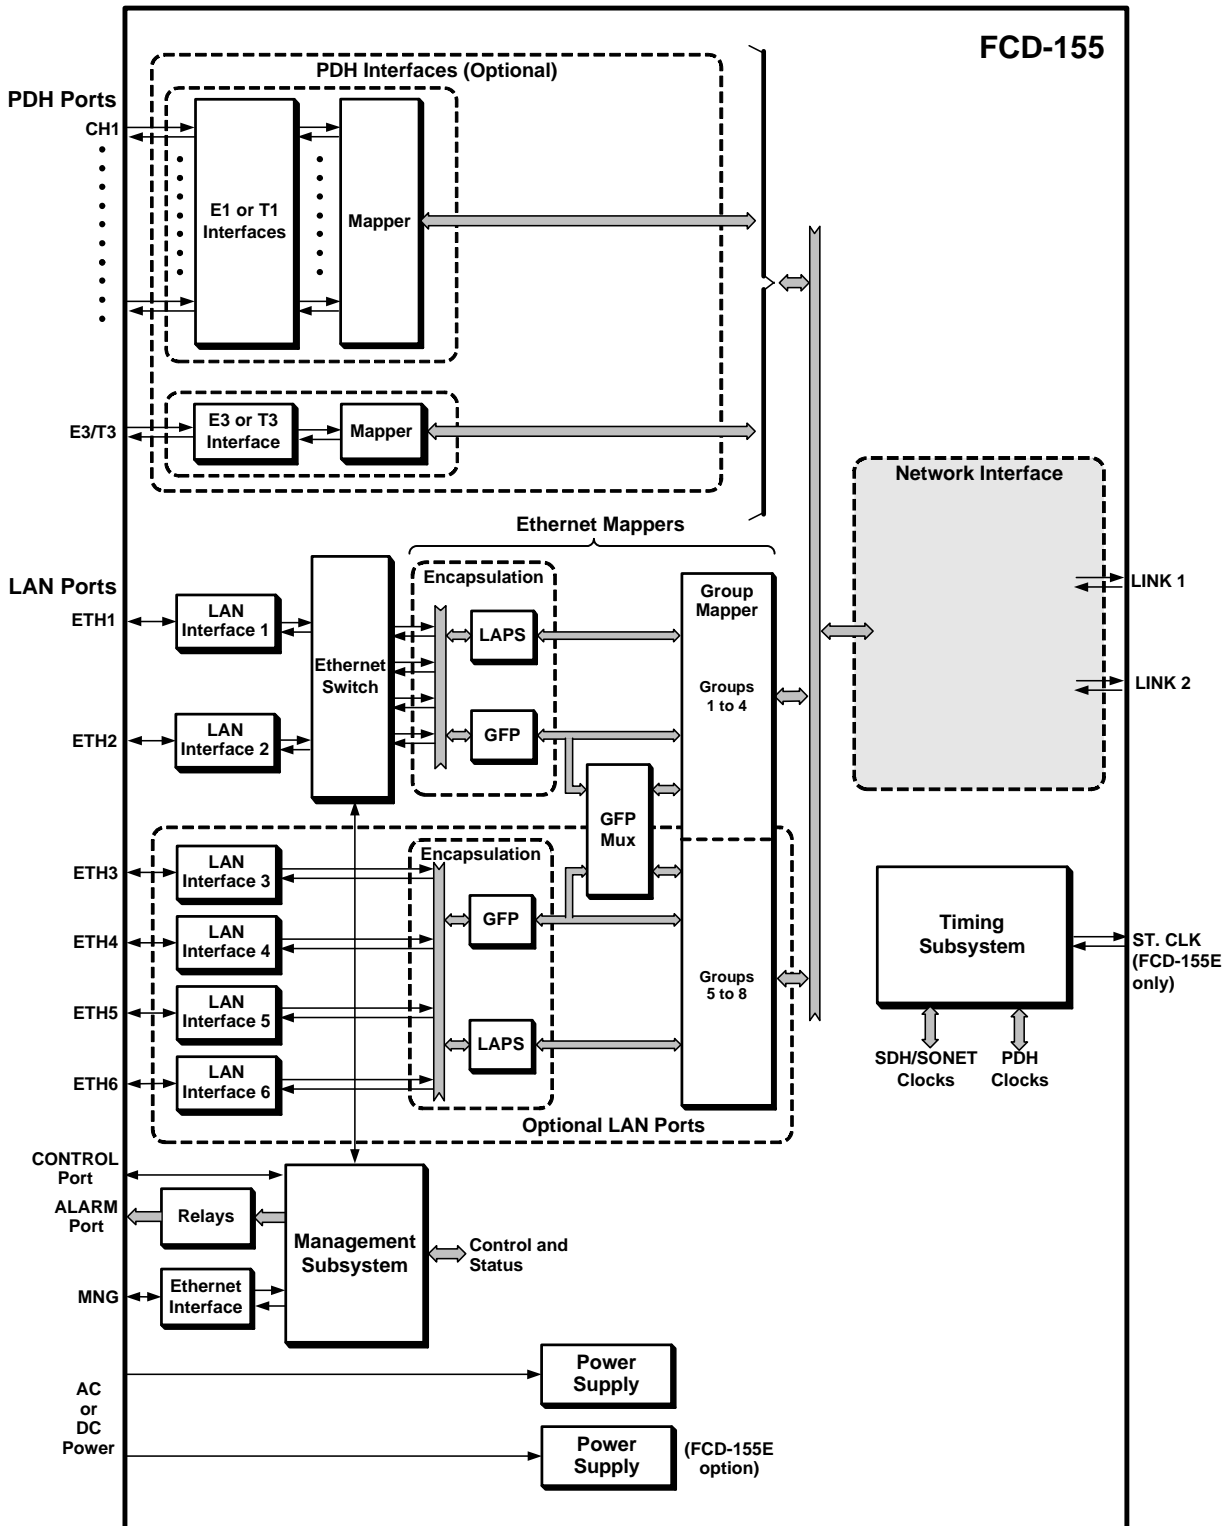 FCD-155
PDH Interfaces (Optional)
PDH Ports
CH1
E1 or T1
Interfaces
Mapper
E3/T3
E3 or T3
Interface
Mapper
Network Interface
LINK 1
LINK 2
Ethernet Mappers
LAN Ports
ETH1
LAN
Interface 1
ETH2
LAN
Interface 2
Ethernet
Switch
Encapsulation
LAPS
GFP
Group
Mapper
Groups
1 to 4
GFP
Mux
ETH3
LAN
Interface 3
ETH4
LAN
Interface 4
ETH5
LAN
Interface 5
ETH6
LAN
Interface 6
Encapsulation
GFP
LAPS
Groups
5 to 8
Optional LAN Ports
Timing
Subsystem
ST. CLK
(FCD-155E
only)
SDH/SONET
Clocks
PDH
Clocks
CONTROL
Port
ALARM
Port
Relays
MNG
Ethernet
Interface
Management
Subsystem
Control and
Status
AC
or
DC
Power
Power
Supply
Power
Supply
(FCD-155E
option)